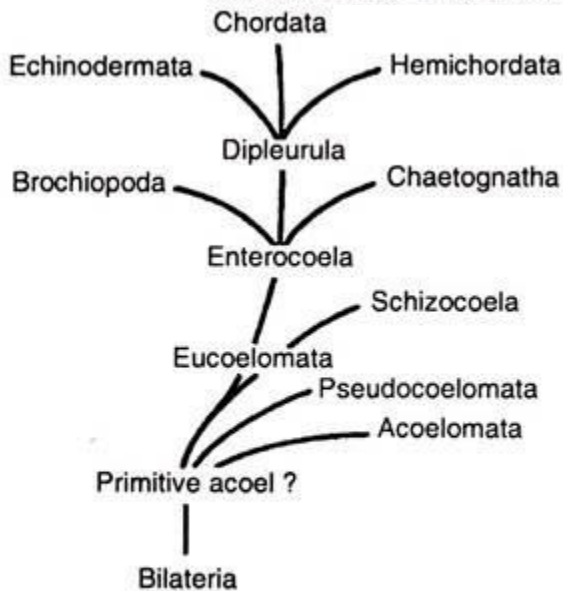 Chordata
Echinodermata
Hemichordata
Dipleurula
Brochiopoda
Chaetognatha
Enterocoela
Schizocoela
Eucoelomata
Pseudocoelomata
Acoelomata
Primitive acoel ?
Bilateria